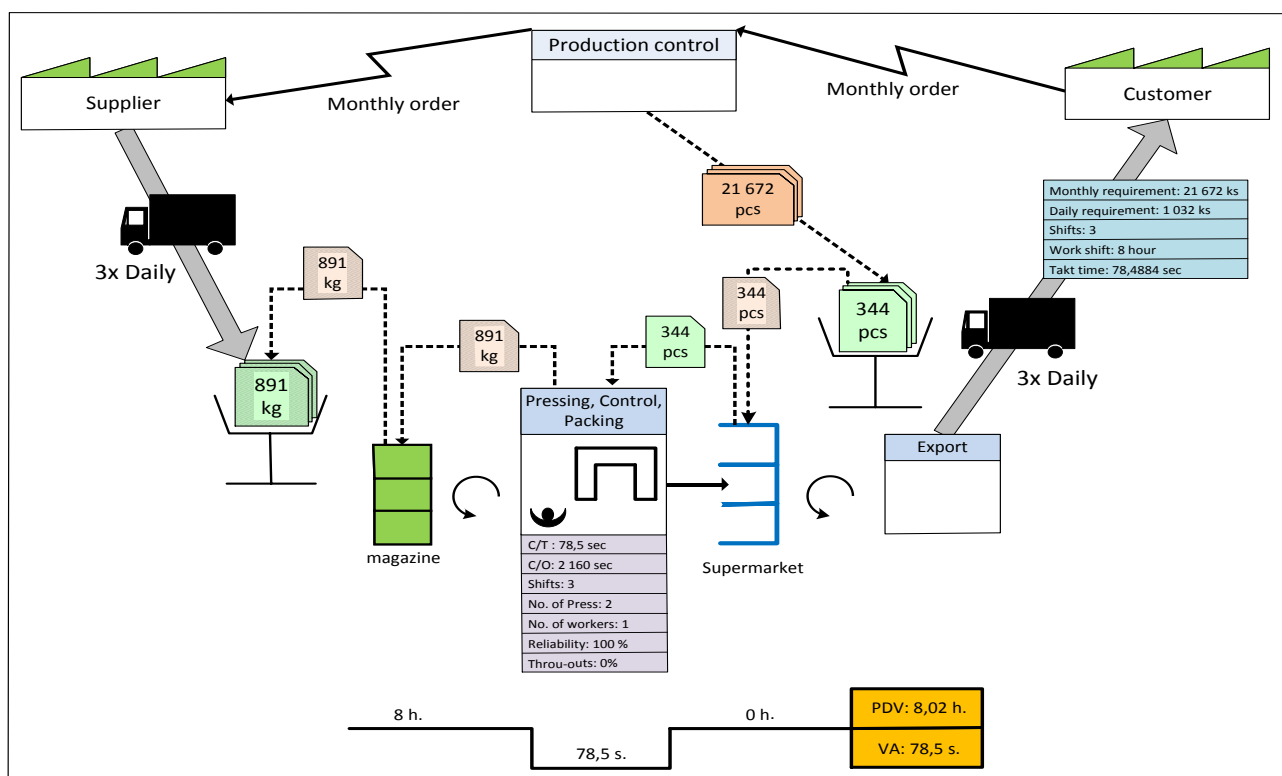 Production control
Supplier
Monthly order
Monthly order
Customer
21 672
pcs
Monthly requirement: 21 672 ks
Daily requirement: 1 032 ks
Shifts: 3
Work shift: 8 hour
Takt time: 78,4884 sec
3x Daily
891
kg
344
pcs
344
pcs
891
kg
344
pcs
891
kg
3x Daily
Pressing, Control,
Packing
Export
magazine
Supermarket
C/T : 78,5 sec
C/O: 2 160 sec
Shifts: 3
No. of Press: 2
No. of workers: 1
Reliability: 100 %
Throu-outs: 0%
8 h.
78,5 s.
0 h.
PDV: 8,02 h.
VA: 78,5 s.